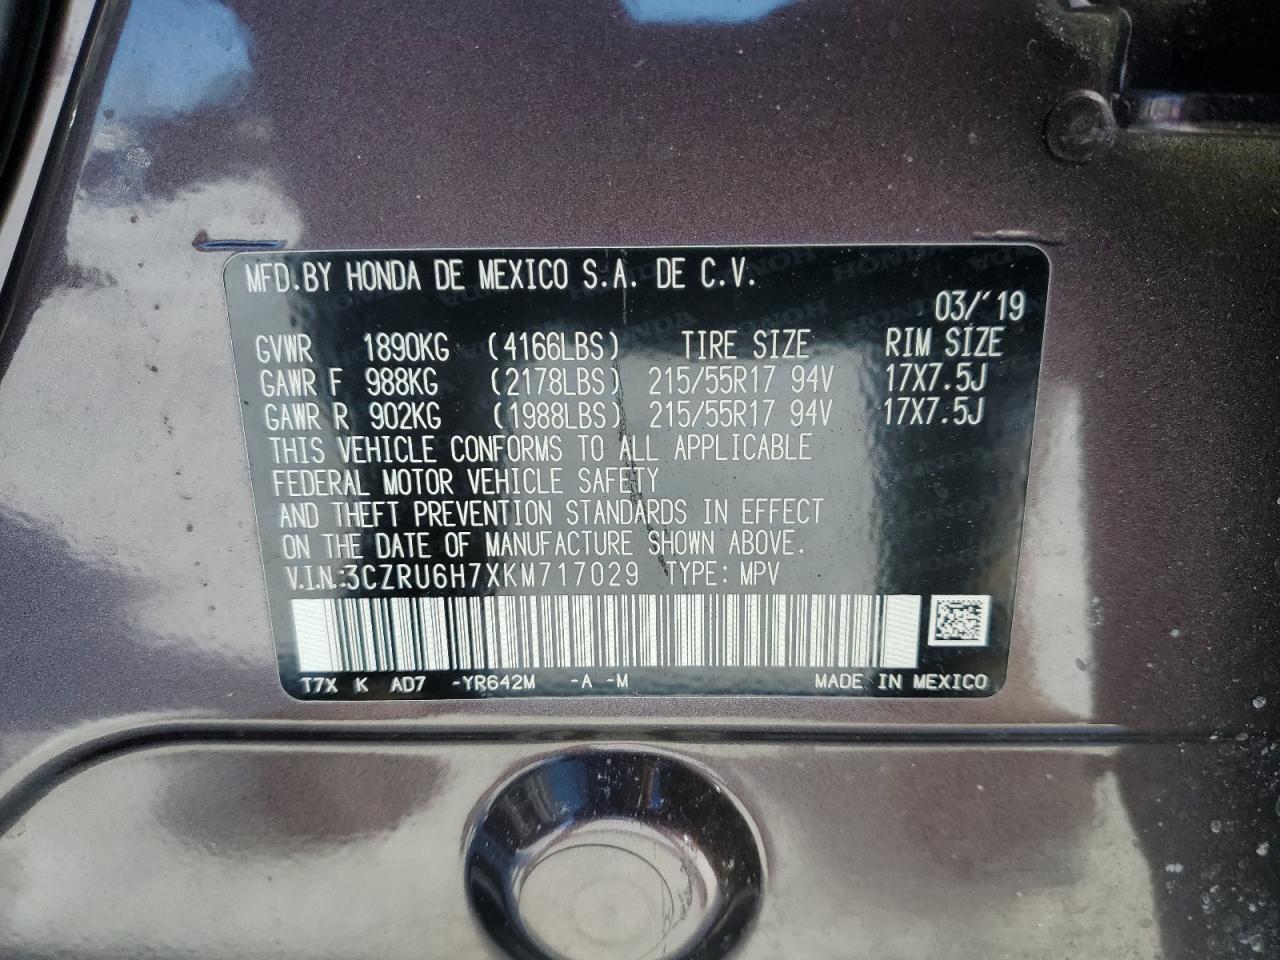 MFD.BY HONDA DE MEXICO S.A. DE C.V.
03/'19
GVWR 1890KG (4166LBS) TIRE SIZE RIM SIZE
GAWR F 988KG (2178LBS) 215/55R17 94V 17X7.5J
GAWR R 902KG (1988LBS) 215/55R17 94V 17X7.5J
THIS VEHICLE CONFORMS TO ALL APPLICABLE
FEDERAL MOTOR VEHICLE SAFETY
AND THEFT PREVENTION STANDARDS IN EFFECT
ON THE DATE OF MANUFACTURE SHOWN ABOVE.
V.I.N.:3CZRU6H7XKM717029 TYPE:MPV
T7X K AD7 -YR642M -A -M MADE IN MEXICO